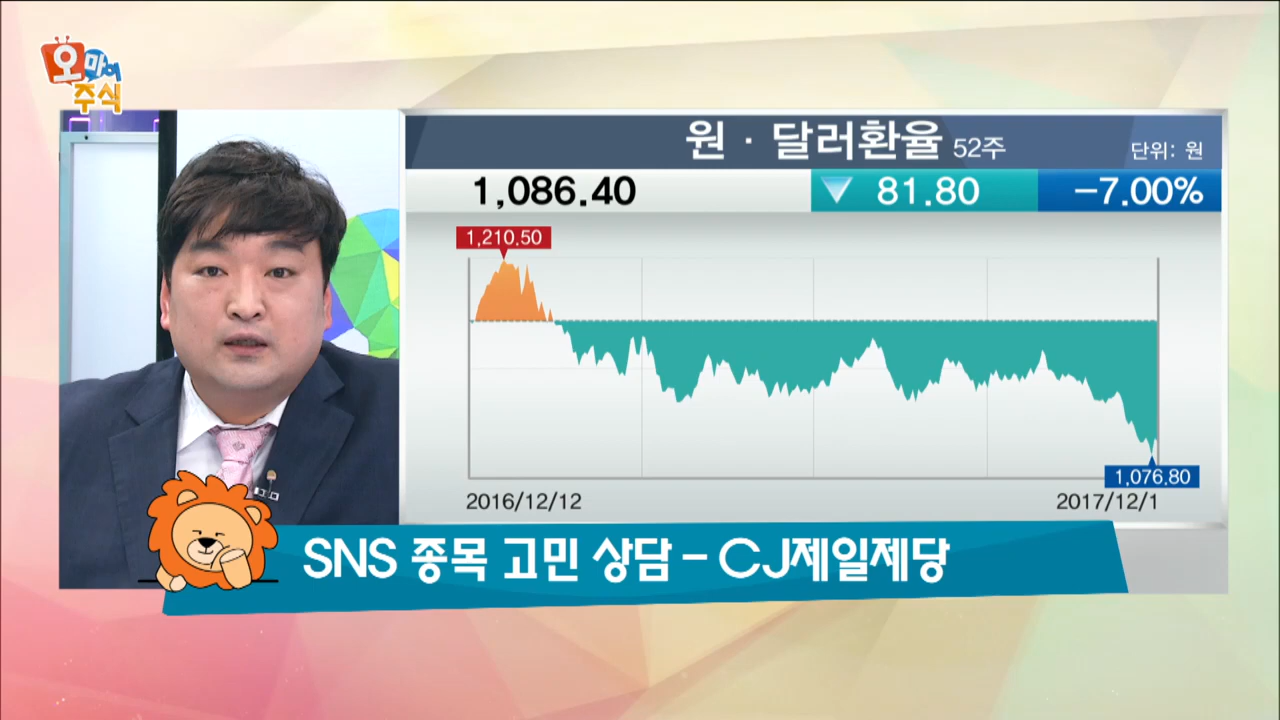 오마이
주식
원 · 달러환율 52주
단위: 원
1,086.40 ▼ 81.80 -7.00%
1,210.50
1,076.80
2016/12/12 2017/12/1
SNS 종목 고민 상담 - CJ제일제당